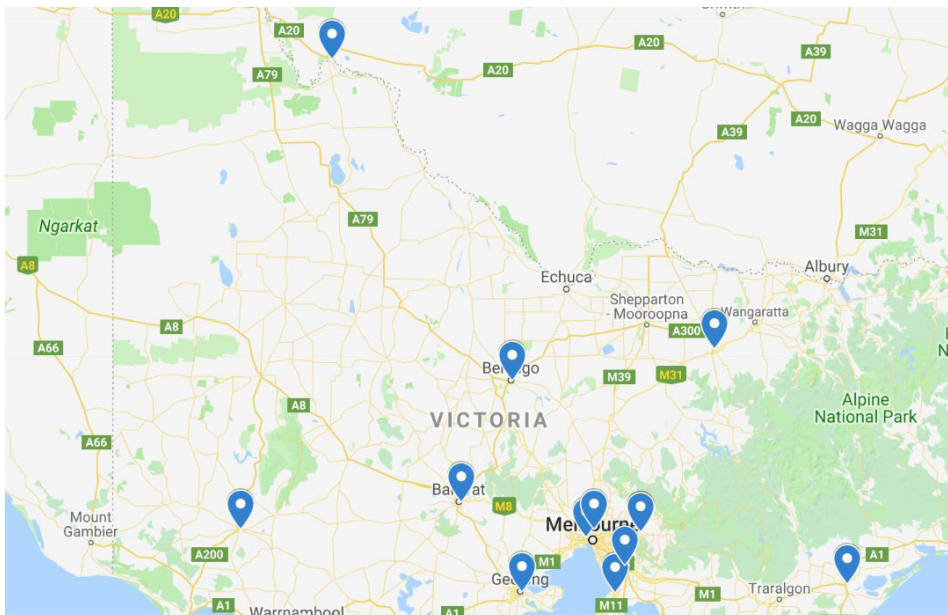 A20
A20
A79
A20
A20
A39
A39
A20
Wagga Wagga
Ngarkat
A79
M31
A8
Echuca
Albury
Shepparton
- Mooroopna
Wangaratta
A8
A300
A66
M39
M31
Alpine
National Park
A8
VICTORIA
A66
M8
Mount
Gambier
A200
M1
A1
Traralgon
M1
A1
Warrnambool
A1
M11